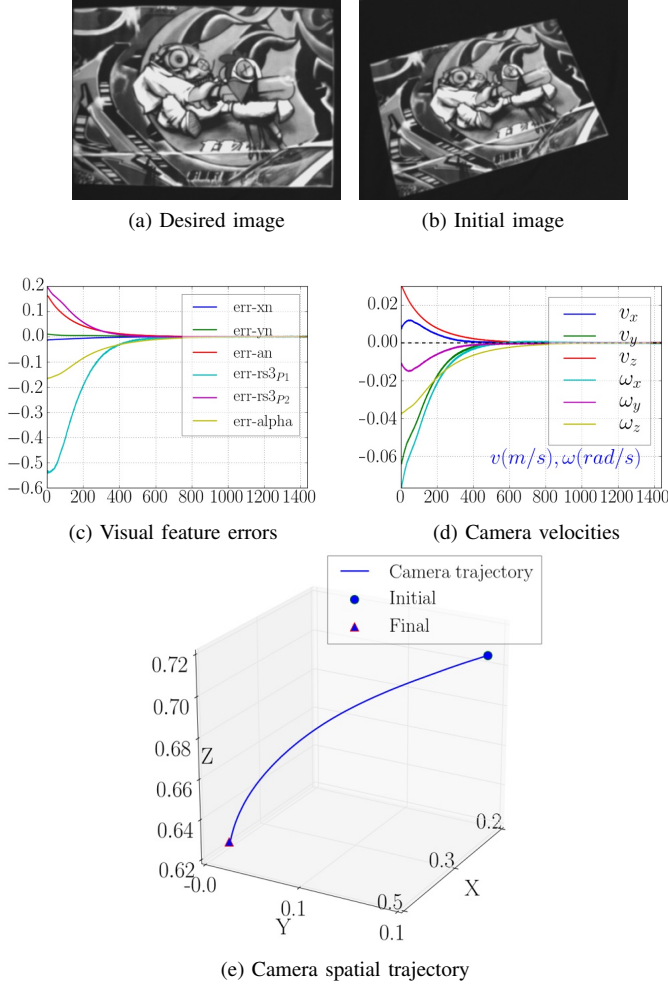 (a) Desired image
(b) Initial image
0.2
0.1
0.0
−0.1
−0.2
−0.3
−0.4
−0.5
−0.6
0 200 400 600 800 1000 1200 1400
err-xn
err-yn
err-an
err-rs3P1
err-rs3P2
err-alpha
(c) Visual feature errors
0.02
0.00
−0.02
−0.04
−0.06
0 200 400 600 800 1000 1200 1400
vx
vy
vz
ωx
ωy
ωz
v(m/s), ω(rad/s)
(d) Camera velocities
Camera trajectory
Initial
Final
0.72
0.70
0.68
Z
0.66
0.64
0.62
-0.0
0.1
Y
0.1
0.5
X
0.3
0.2
(e) Camera spatial trajectory